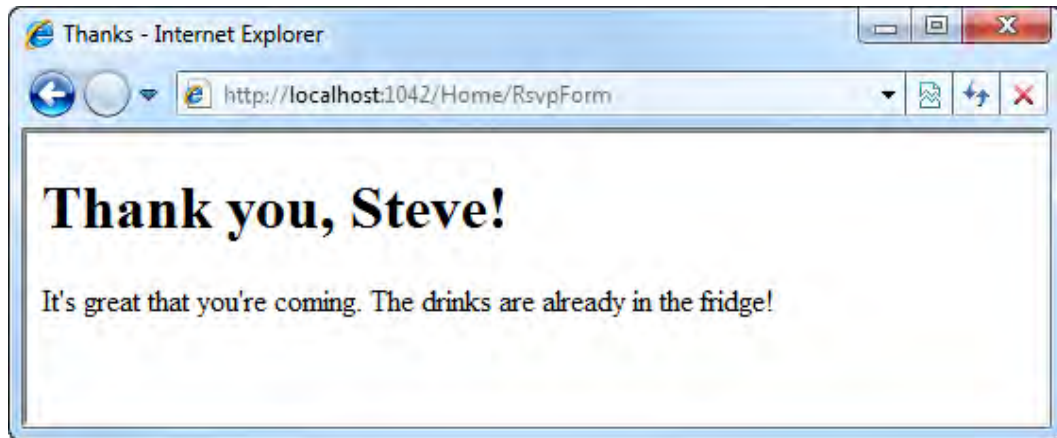 Thanks - Internet Explorer
http://localhost:1042/Home/RsvpForm
Thank you, Steve!
It's great that you're coming. The drinks are already in the fridge!